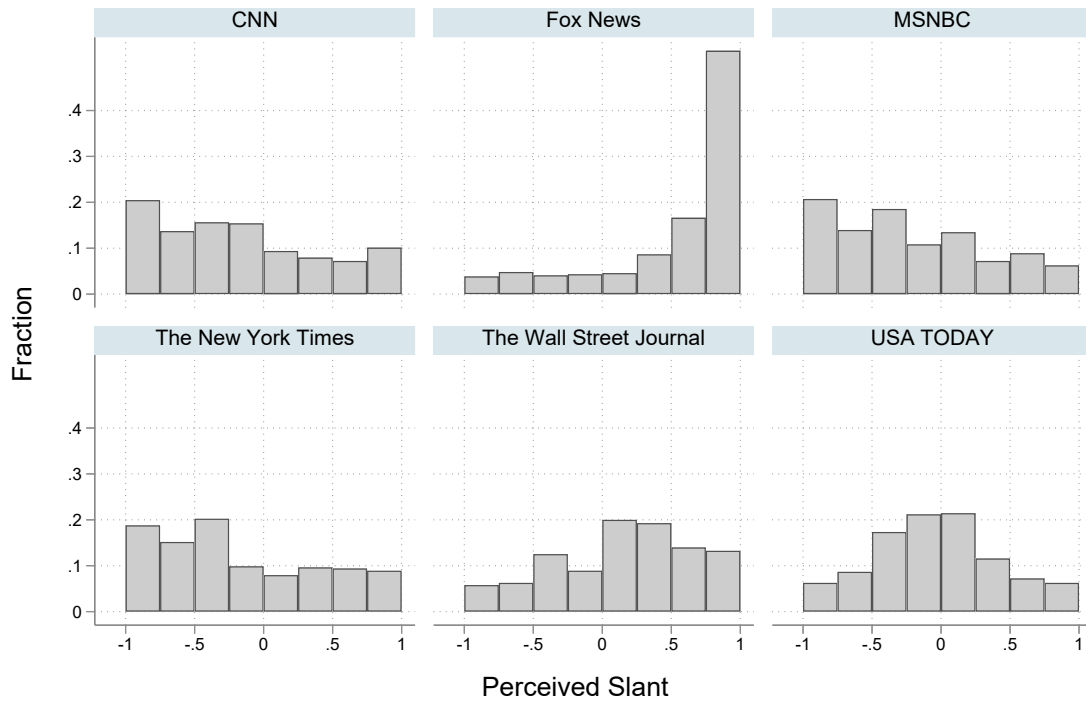 CNN
Fox News
MSNBC
.4
.3
.2
.1
0
The New York Times
The Wall Street Journal
USA TODAY
.4
.3
.2
.1
0
-1 -.5 0 .5 1
-1 -.5 0 .5 1
-1 -.5 0 .5 1
Fraction
Perceived Slant